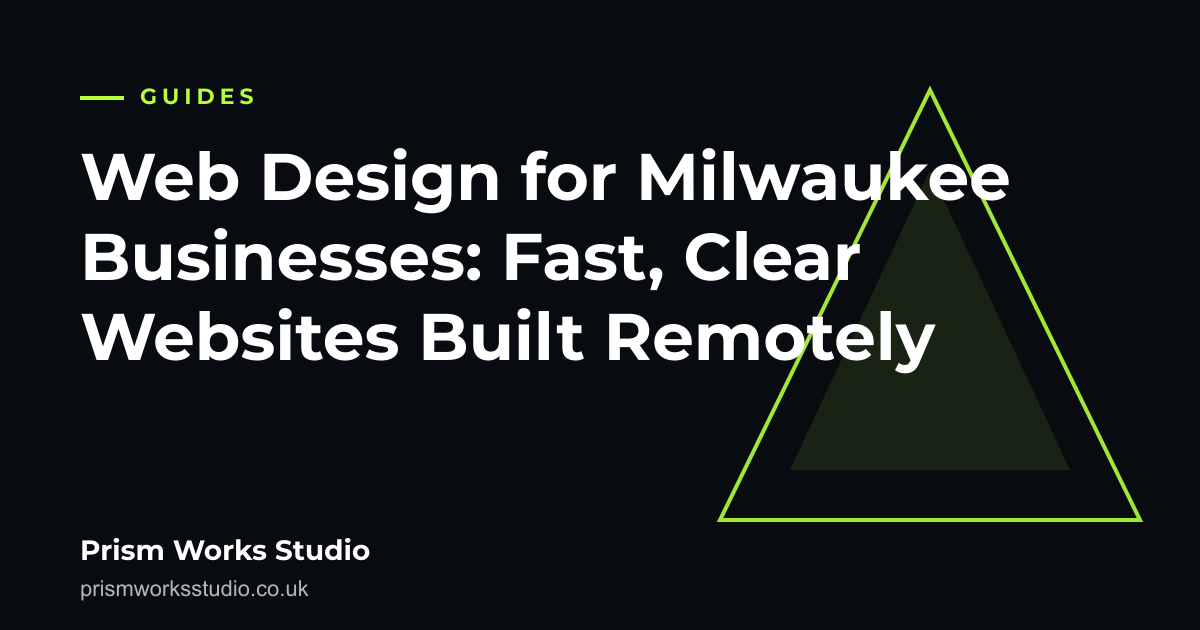 GUIDES
Web Design for Milwaukee
Businesses: Fast, Clear
Websites Built Remotely
Prism Works Studio
prismworksstudio.co.uk